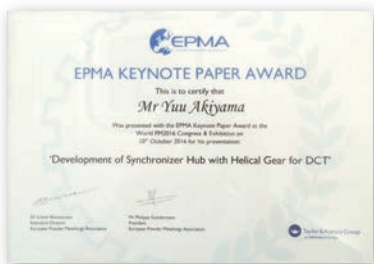 EPMA
EPMA KEYNOTE PAPER AWARD
This is to certify that
Mr Yuu Akiyama
Was presented with the EPMA Keynote Paper Award at the
World PM2016 Congress & Exhibition on
10th October 2016 for his presentation:
'Development of Synchronizer Hub with Helical Gear for DCT'
Executive Director
European Powder Metallurgy Association
President
European Powder Metallurgy Association
Taylor & Francis Group